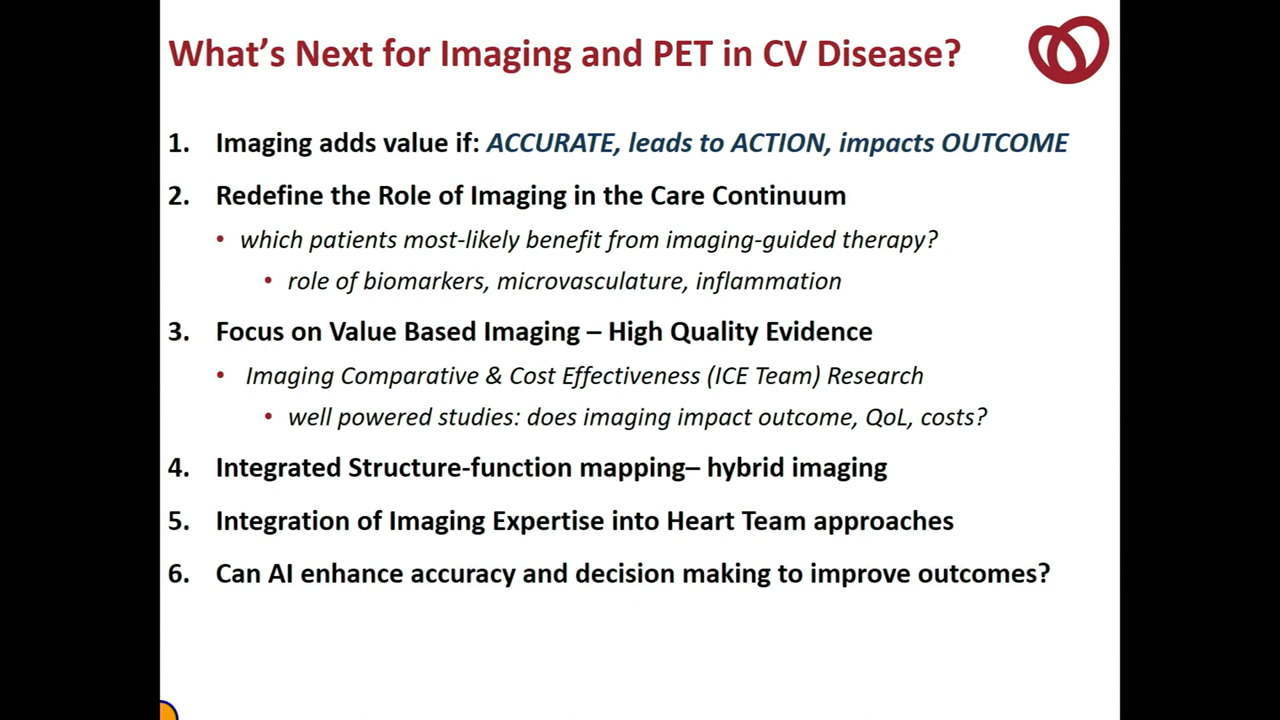 What's Next for Imaging and PET in CV Disease?
1. Imaging adds value if: ACCURATE, leads to ACTION, impacts OUTCOME
2. Redefine the Role of Imaging in the Care Continuum
• which patients most-likely benefit from imaging-guided therapy?
• role of biomarkers, microvasculature, inflammation
3. Focus on Value Based Imaging – High Quality Evidence
• Imaging Comparative & Cost Effectiveness (ICE Team) Research
• well powered studies: does imaging impact outcome, QoL, costs?
4. Integrated Structure-function mapping– hybrid imaging
5. Integration of Imaging Expertise into Heart Team approaches
6. Can AI enhance accuracy and decision making to improve outcomes?